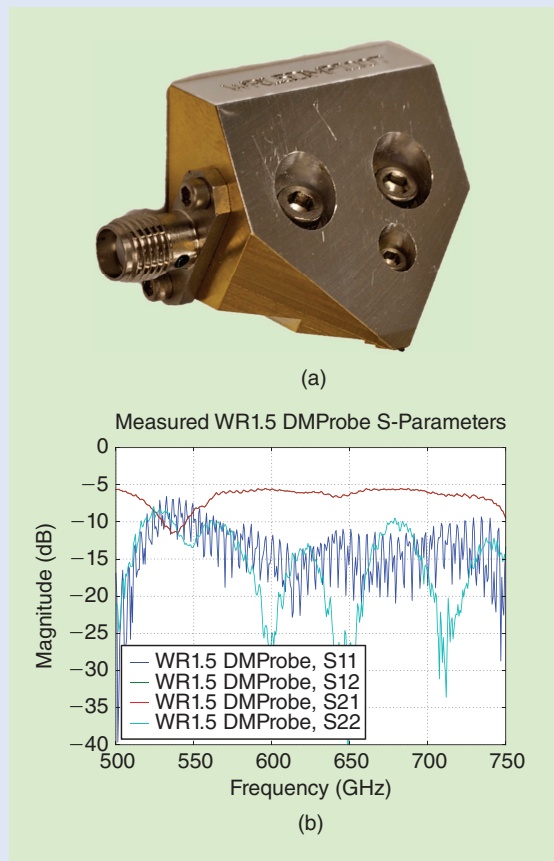 (a)
Measured WR1.5 DMProbe S-Parameters
0
−5
−10
−15
−20
−25
−30
−35
−40
Magnitude (dB)
WR1.5 DMProbe, S11
WR1.5 DMProbe, S12
WR1.5 DMProbe, S21
WR1.5 DMProbe, S22
500 550 600 650 700 750
Frequency (GHz)
(b)